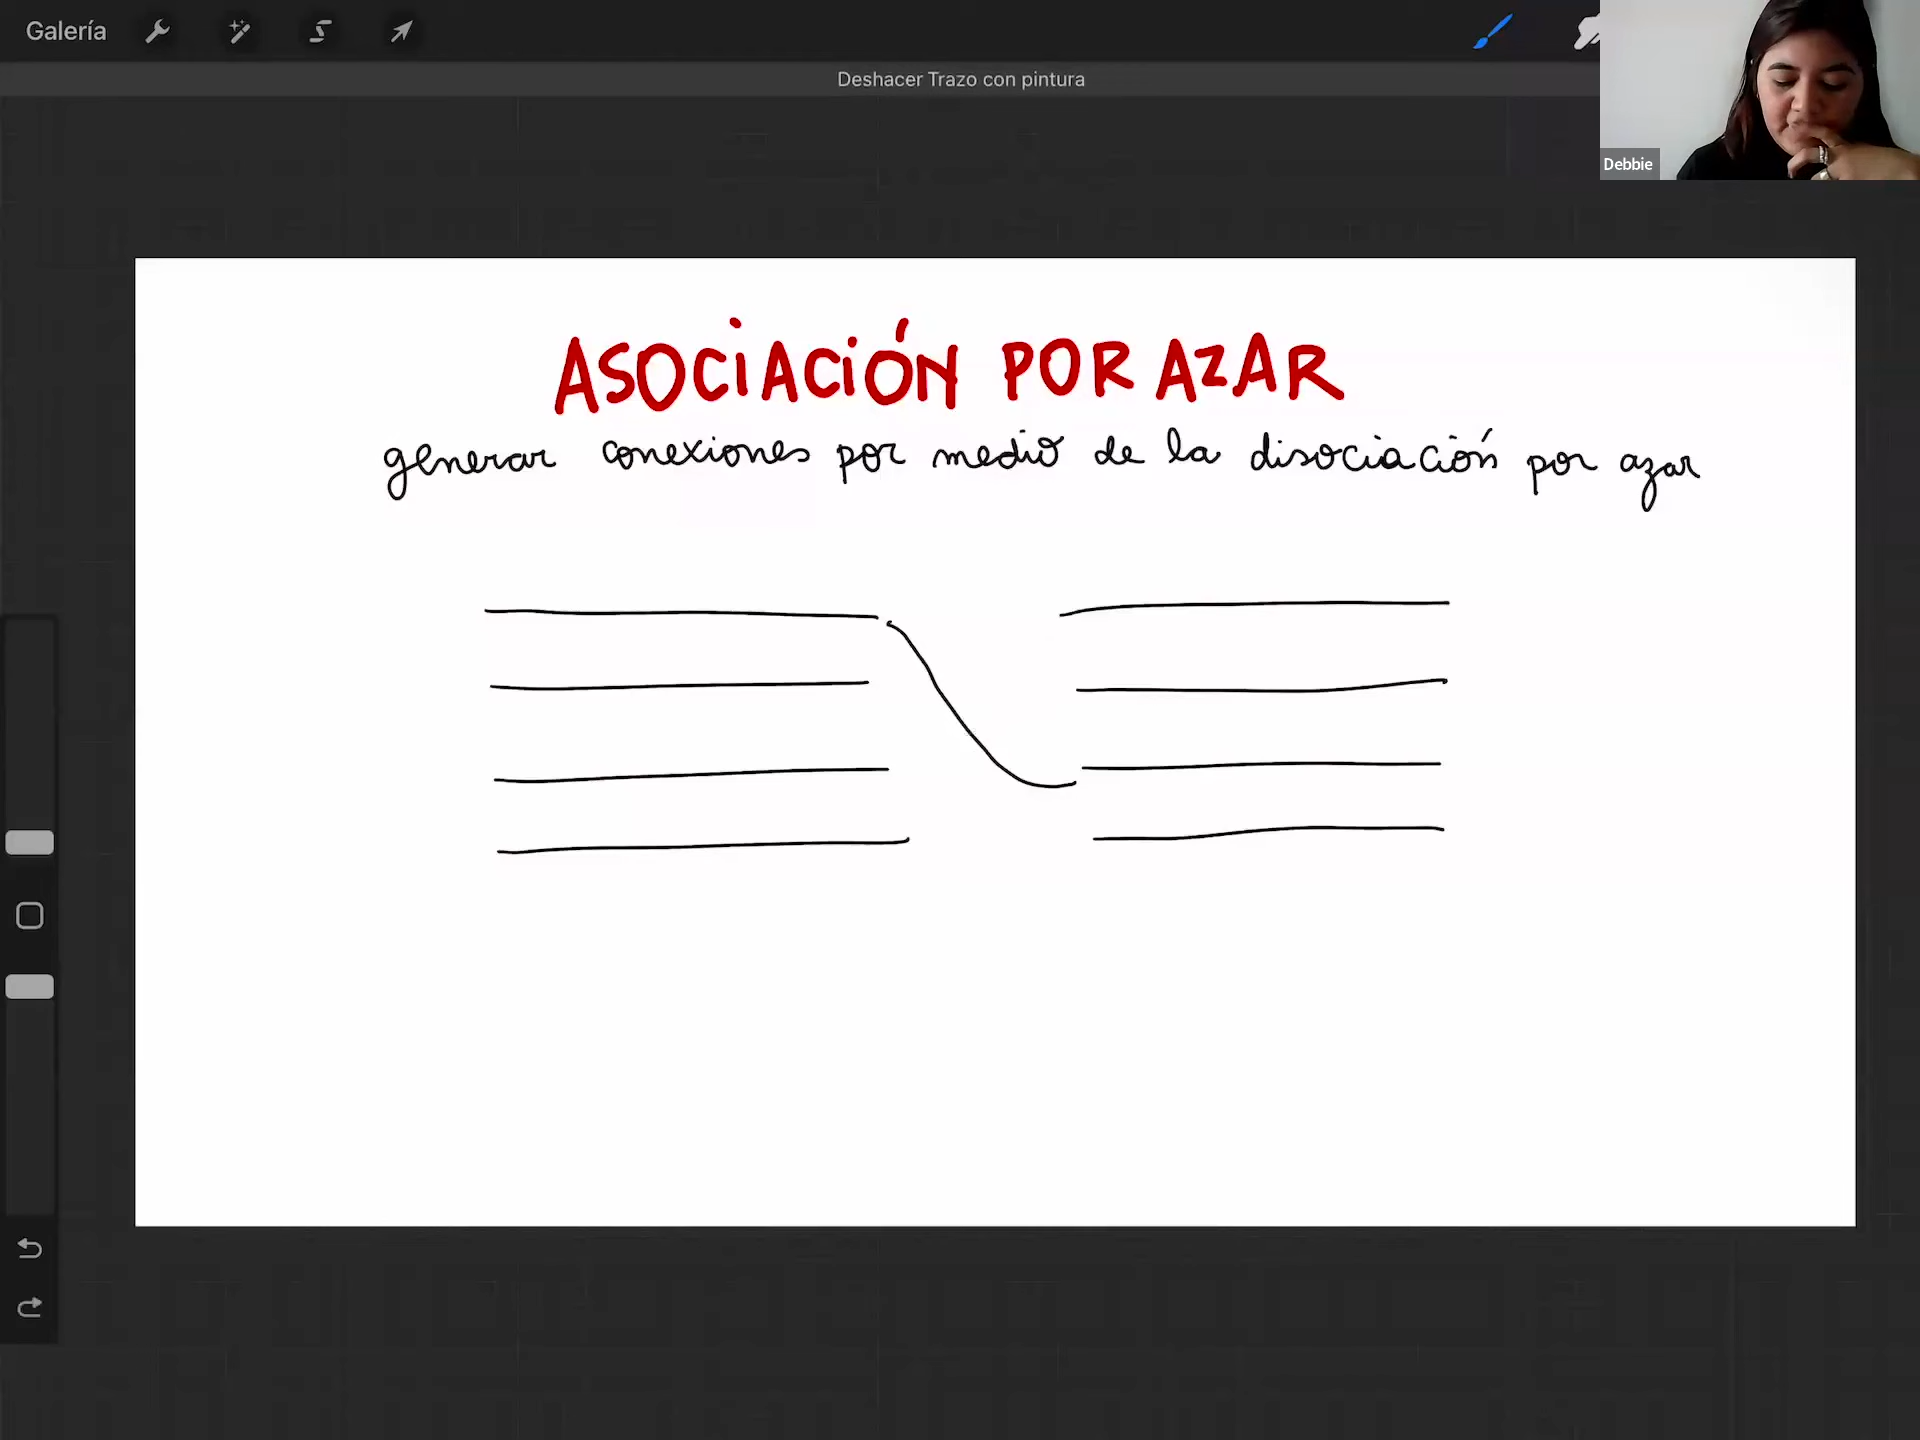 Galería
Deshacer Trazo con pintura
Debbie
ASOCIACIÓN POR AZAR
generar conexiones por medio de la disociación por azar